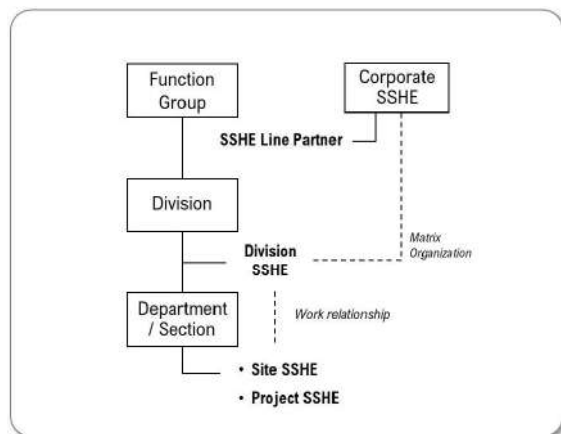 Function
Group
Corporate
SSHE
SSHE Line Partner
Division
Matrix
Organization
Division
SSHE
Department
/ Section
Work relationship
• Site SSHE
• Project SSHE